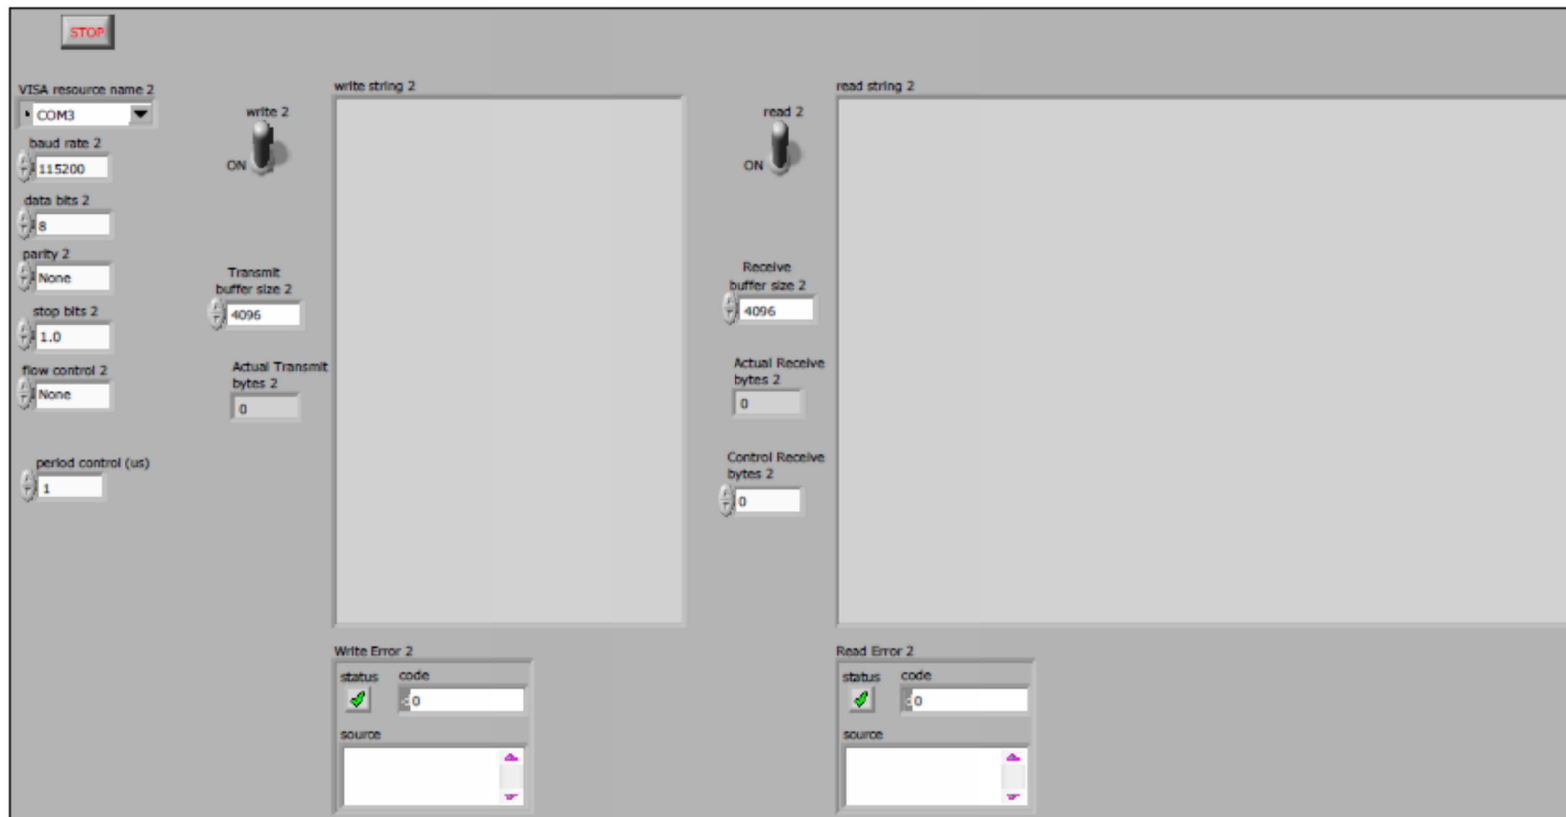 STOP
VISA resource name 2
COM3
baud rate 2
115200
data bits 2
8
parity 2
None
stop bits 2
1.0
flow control 2
None
period control (us)
1
write 2
ON
Transmit
buffer size 2
4096
Actual Transmit
bytes 2
0
write string 2
Write Error 2
status code
0
source
read 2
ON
Receive
buffer size 2
4096
Actual Receive
bytes 2
0
Control Receive
bytes 2
0
read string 2
Read Error 2
status code
0
source